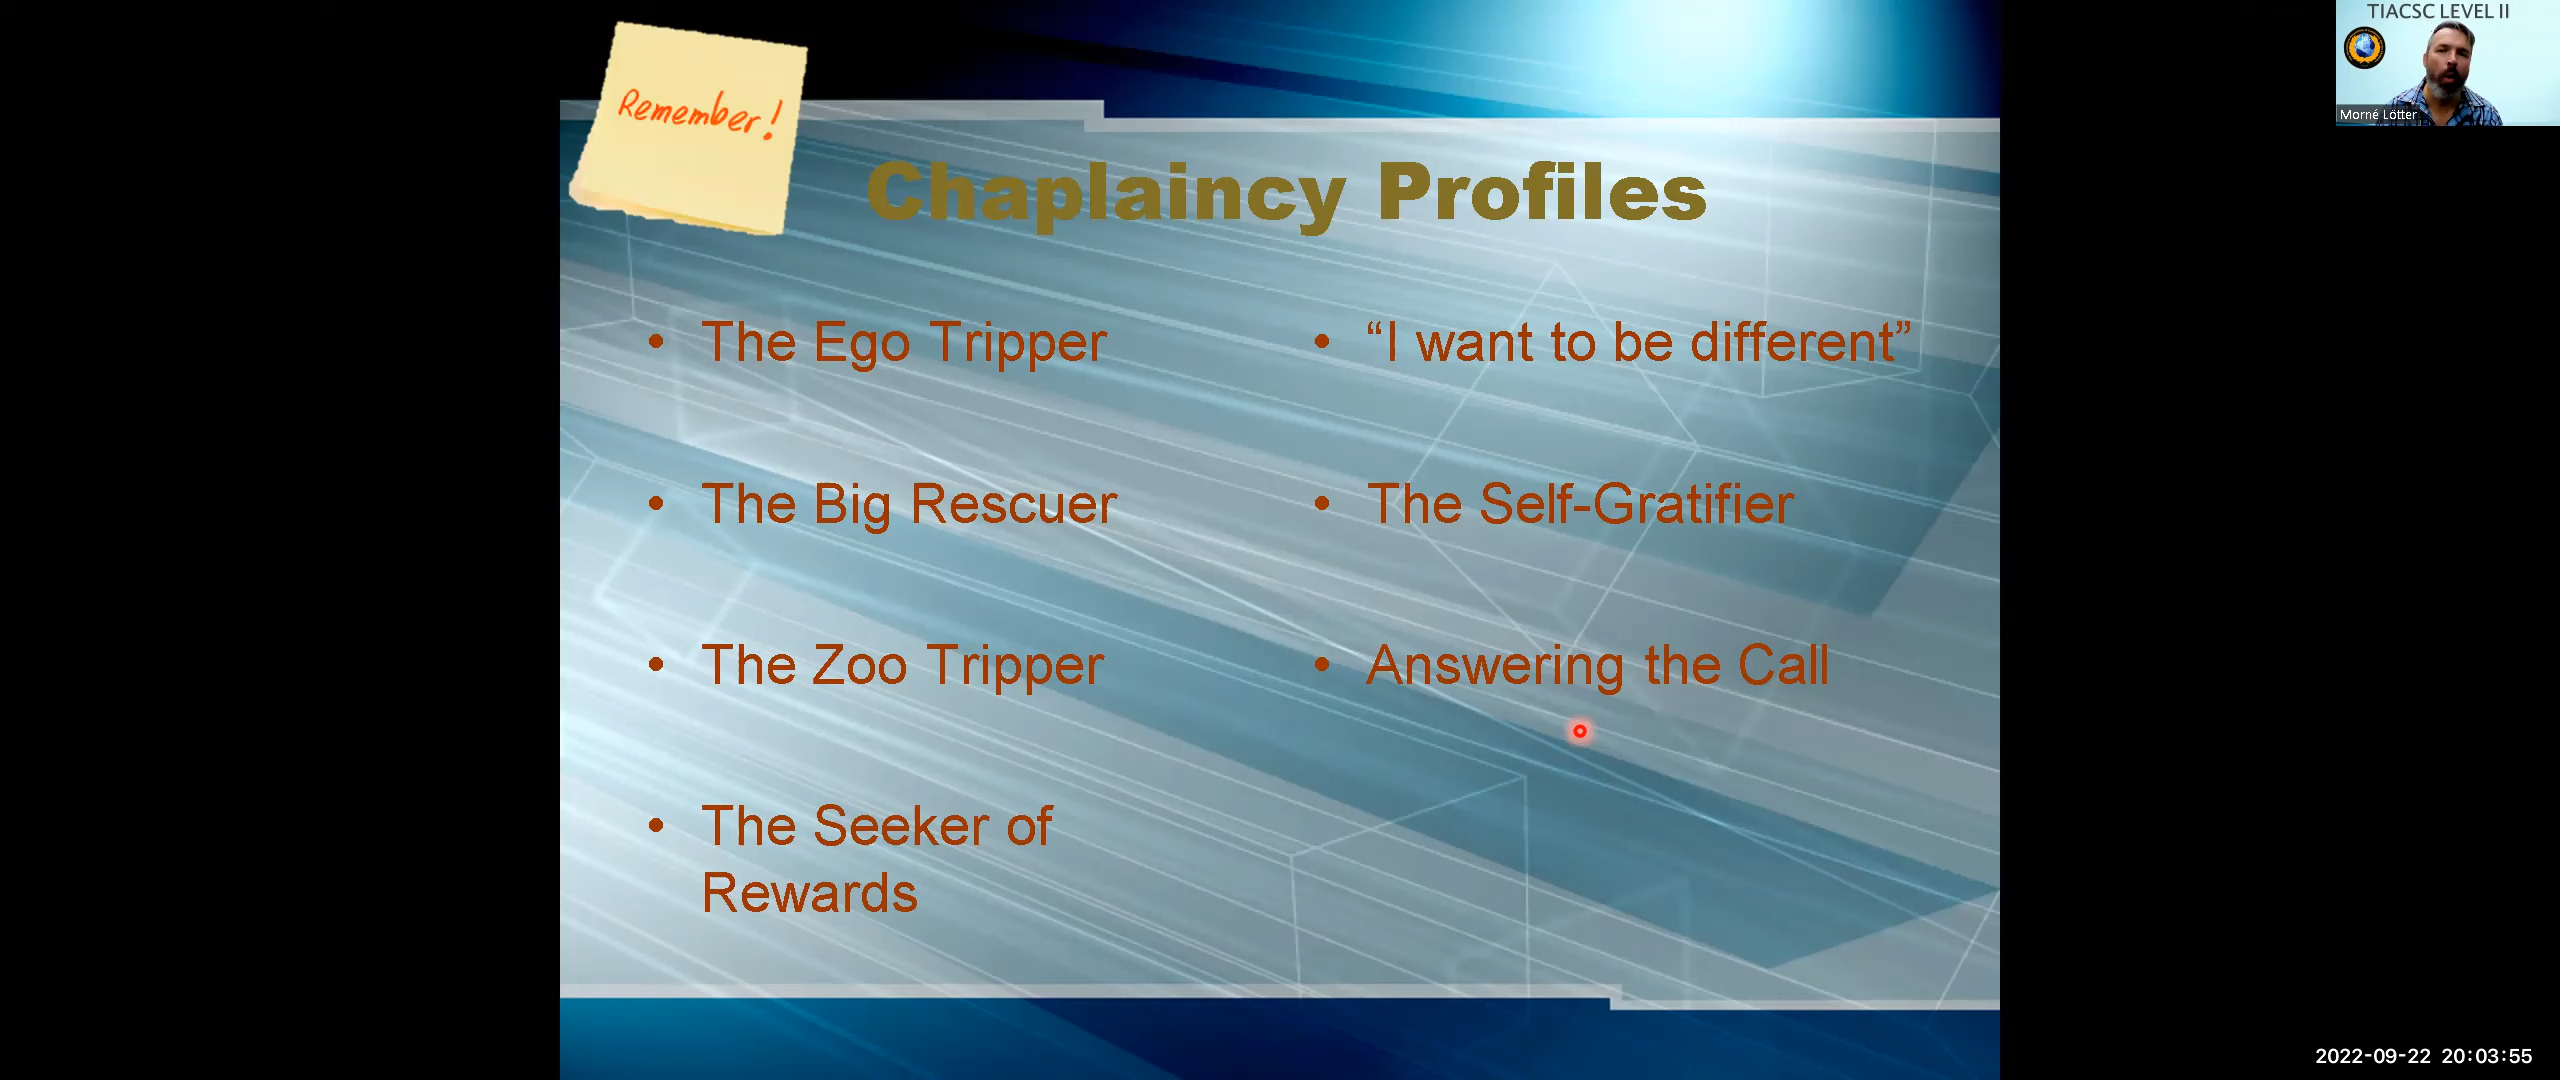 TIACSC LEVEL II
Morné Lötter
Remember!
Chaplaincy Profiles
• The Ego Tripper
• The Big Rescuer
• The Zoo Tripper
• The Seeker of
Rewards
• “I want to be different”
• The Self-Gratifier
• Answering the Call
2022-09-22 20:03:55